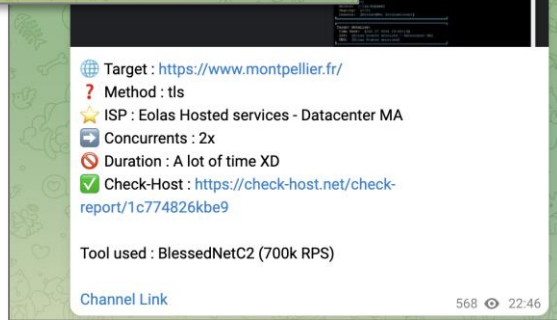 🌐 Target : https://www.montpellier.fr/
❓ Method : tls
⭐ ISP : Eolas Hosted services - Datacenter MA
➡️ Concurrents : 2x
🚫 Duration : A lot of time XD
✅ Check-Host : https://check-host.net/check-
report/1c774826kbe9
Tool used : BlessedNetC2 (700k RPS)
Channel Link
568 22:46